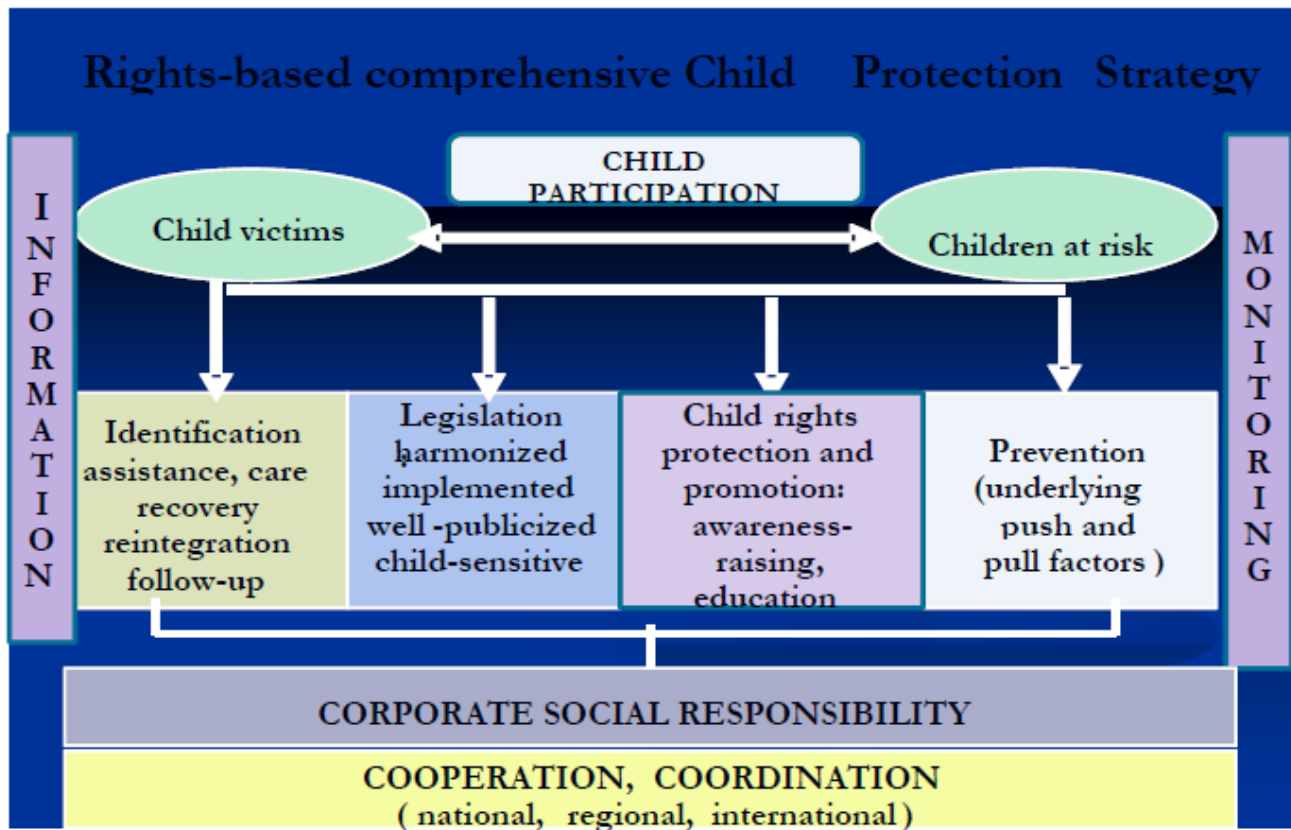 Rights-based comprehensive Child Protection Strategy
CHILD
PARTICIPATION
INFORMATION
Child victims
Children at risk
MONITORING
Identification
assistance, care
recovery
reintegration
follow-up
Legislation
harmonized
implemented
well -publicized
child-sensitive
Child rights
protection and
promotion:
awareness-
raising,
education
Prevention
(underlying
push and
pull factors )
CORPORATE SOCIAL RESPONSIBILITY
COOPERATION, COORDINATION
( national, regional, international)